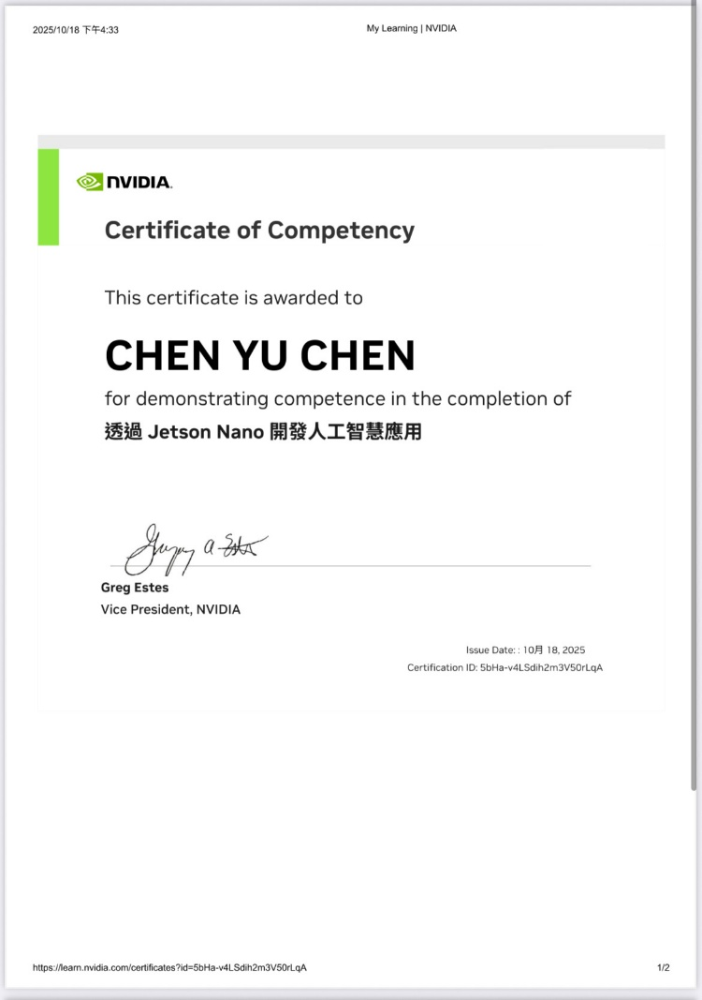 2025/10/18 下午4:33
My Learning | NVIDIA
NVIDIA.
Certificate of Competency
This certificate is awarded to
CHEN YU CHEN
for demonstrating competence in the completion of
透過 Jetson Nano 開發人工智慧應用
Greg Estes
Vice President, NVIDIA
Issue Date: : 10月 18, 2025
Certification ID: 5bHa-v4LSdih2m3V50rLqA
https://learn.nvidia.com/certificates?id=5bHa-v4LSdih2m3V50rLqA
1/2